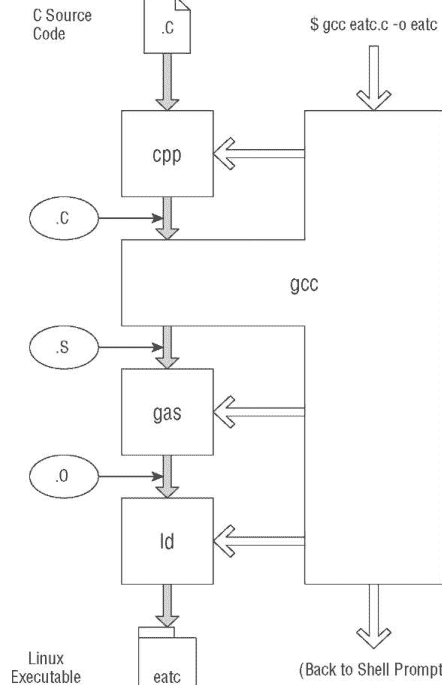 C Source
Code
.C
$ gcc eatc.c -o eatc
cpp
.C
gcc
.S
gas
.O
ld
Linux
Executable
eatc
(Back to Shell Prompt